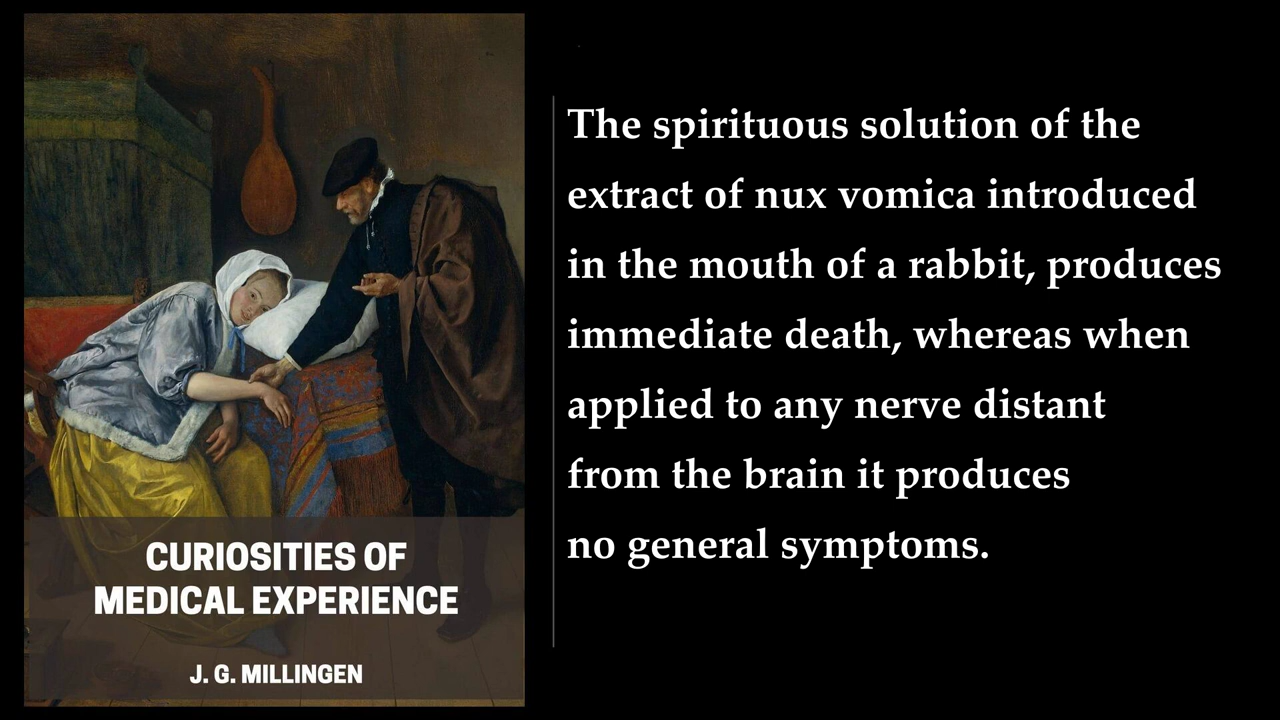 The spirituous solution of the
extract of nux vomica introduced
in the mouth of a rabbit, produces
immediate death, whereas when
applied to any nerve distant
from the brain it produces
no general symptoms.
CURIOSITIES OF
MEDICAL EXPERIENCE
J. G. MILLINGEN